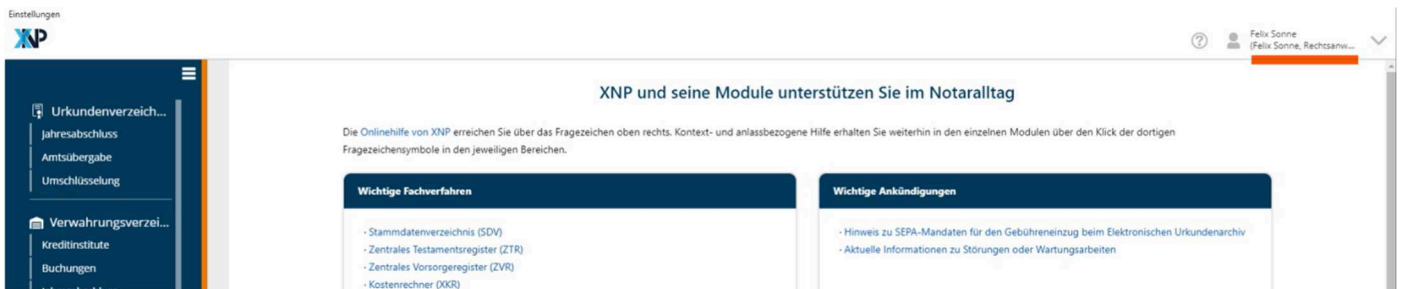 Einstellungen
XNP
Felix Sonne
(Felix Sonne, Rechtsanw...
Urkundenverzeich...
Jahresabschluss
Amtsübergabe
Umschlüsselung
Verwahrungsverzei...
Kreditinstitute
Buchungen
XNP und seine Module unterstützen Sie im Notaralltag
Die Onlinehilfe von XNP erreichen Sie über das Fragezeichen oben rechts. Kontext- und anlassbezogene Hilfe erhalten Sie weiterhin in den einzelnen Modulen über den Klick der dortigen
Fragezeichensymbole in den jeweiligen Bereichen.
Wichtige Fachverfahren
- Stammdatenverzeichnis (SDV)
- Zentrales Testamentsregister (ZTR)
- Zentrales Vorsorgeregister (ZVR)
- Kostenrechner (XKR)
Wichtige Ankündigungen
- Hinweis zu SEPA-Mandaten für den Gebühreneinzug beim Elektronischen Urkundenarchiv
- Aktuelle Informationen zu Störungen oder Wartungsarbeiten